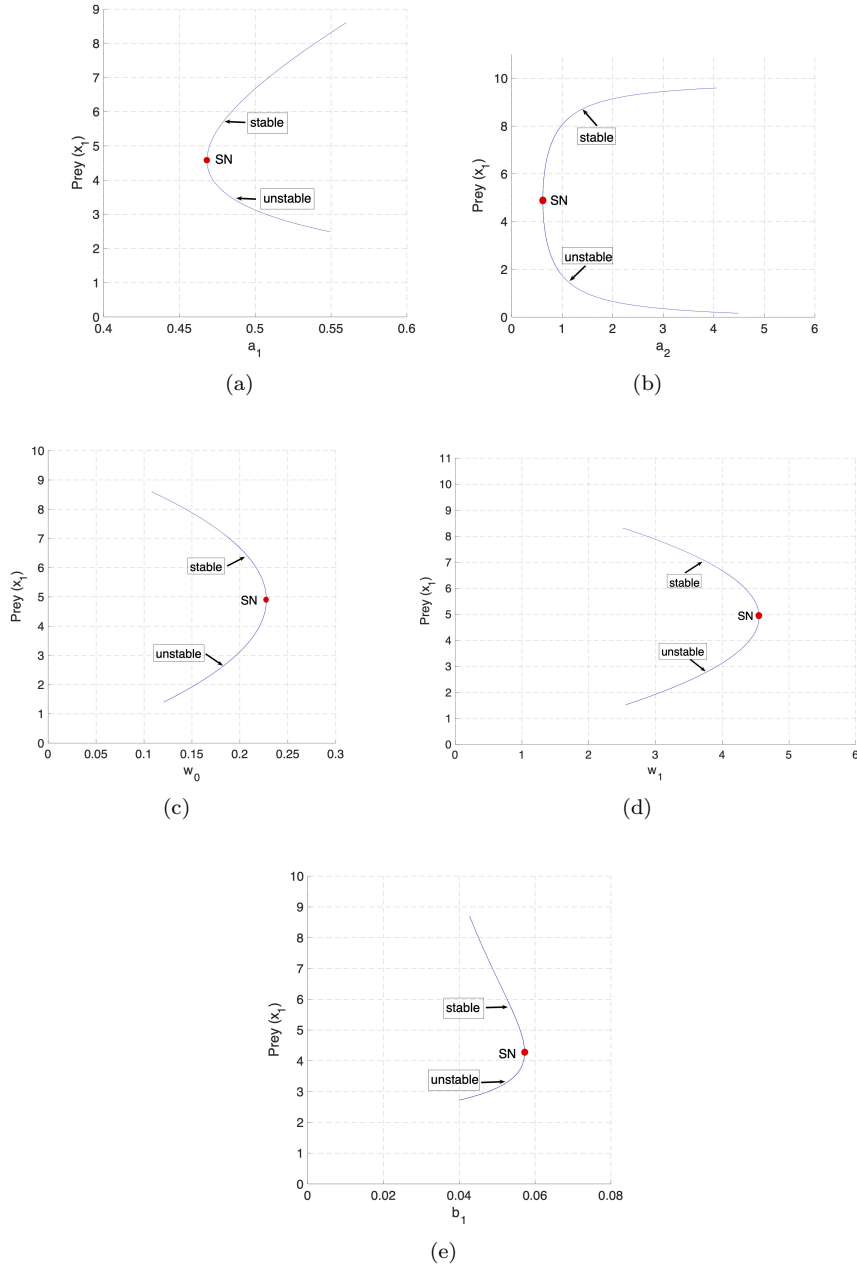 9
8
7
6
5
4
3
2
1
0
Prey (x1)
stable
SN
unstable
0.4 0.45 0.5 0.55 0.6
a1
(a)
10
8
6
4
2
0
Prey (x1)
stable
SN
unstable
0 1 2 3 4 5 6
a2
(b)
10
9
8
7
6
5
4
3
2
1
0
Prey (x1)
stable
SN
unstable
0 0.05 0.1 0.15 0.2 0.25 0.3
w0
(c)
11
10
9
8
7
6
5
4
3
2
1
0
Prey (x1)
stable
SN
unstable
0 1 2 3 4 5 6
w1
(d)
10
9
8
7
6
5
4
3
2
1
0
Prey (x1)
stable
SN
unstable
0 0.02 0.04 0.06 0.08
b1
(e)